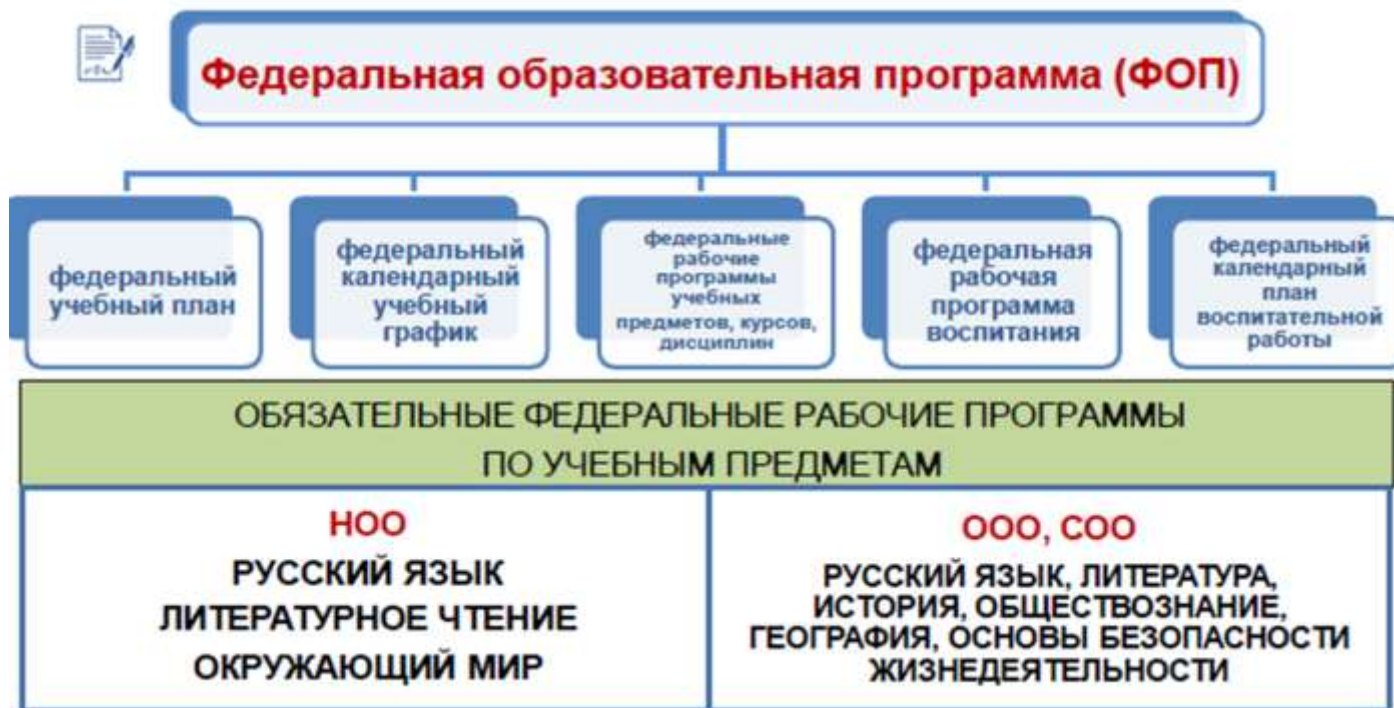 Федеральная образовательная программа (ФОП)
федеральный
учебный план
федеральный
календарный
учебный
график
федеральные
рабочие
программы
учебных
предметов, курсов,
дисциплин
федеральная
рабочая
программа
воспитания
федеральный
календарный
план
воспитательной
работы
ОБЯЗАТЕЛЬНЫЕ ФЕДЕРАЛЬНЫЕ РАБОЧИЕ ПРОГРАММЫ
ПО УЧЕБНЫМ ПРЕДМЕТАМ
НОО
РУССКИЙ ЯЗЫК
ЛИТЕРАТУРНОЕ ЧТЕНИЕ
ОКРУЖАЮЩИЙ МИР
ООО, СОО
РУССКИЙ ЯЗЫК, ЛИТЕРАТУРА,
ИСТОРИЯ, ОБЩЕСТВОЗНАНИЕ,
ГЕОГРАФИЯ, ОСНОВЫ БЕЗОПАСНОСТИ
ЖИЗНЕДЕЯТЕЛЬНОСТИ